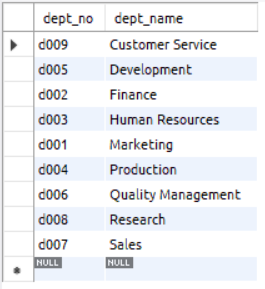 dept_no dept_name
d009 Customer Service
d005 Development
d002 Finance
d003 Human Resources
d001 Marketing
d004 Production
d006 Quality Management
d008 Research
d007 Sales
NULL NULL